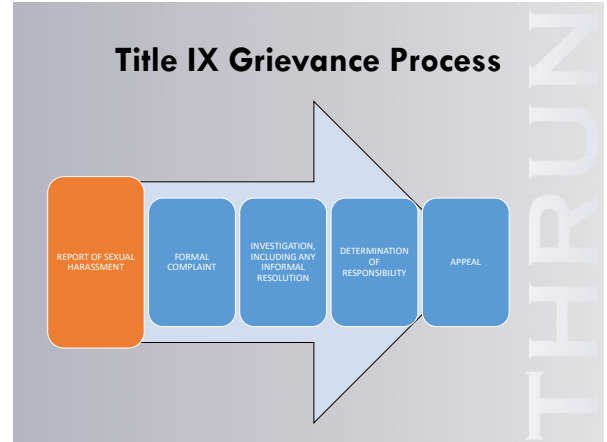 Title IX Grievance Process
REPORT OF SEXUAL
HARASSMENT
FORMAL
COMPLAINT
INVESTIGATION,
INCLUDING ANY
INFORMAL
RESOLUTION
DETERMINATION
OF
RESPONSIBILITY
APPEAL
THRUN